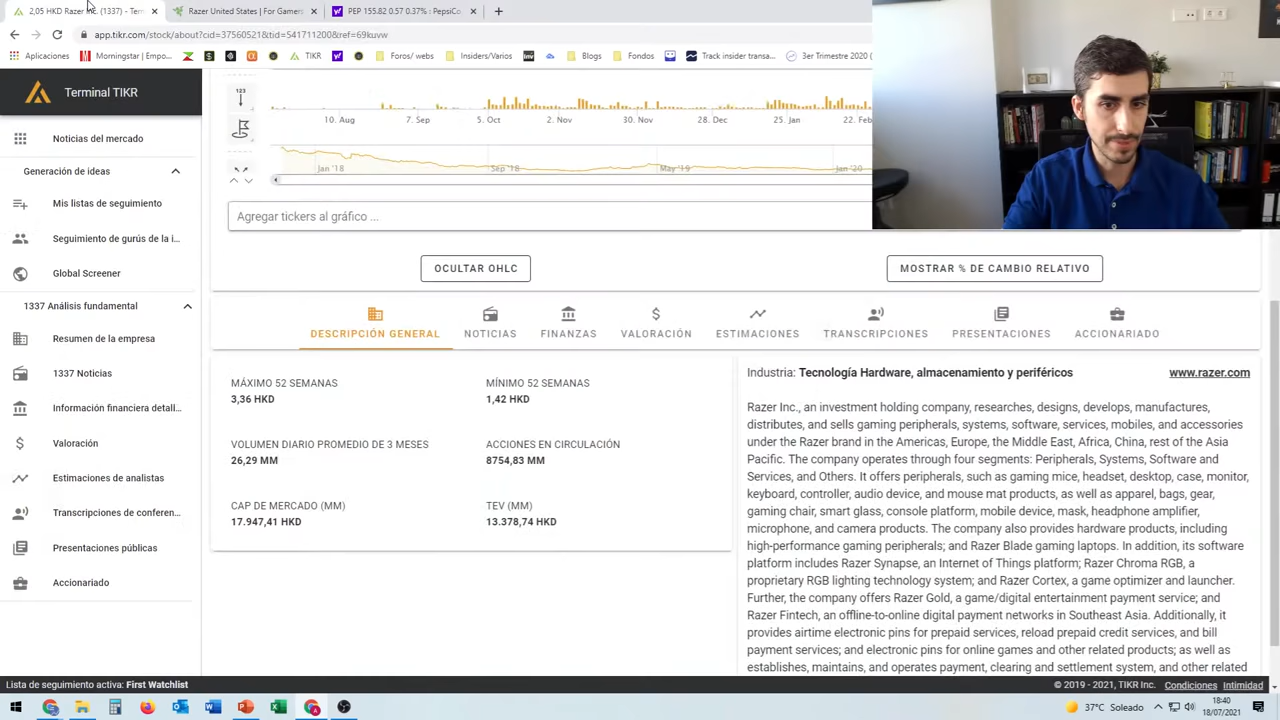 2,05 HKD Razer Inc. (1337) - Term
Razer United States | For Gamers
PEP 155.82 0.57 0.37% : PepsiCo
app.tikr.com/stock/about?cid=37560521&tid=541711200&ref=69kuvw
Aplicaciones
Morningstar | Empo...
TIKR
Foros/ webs
Insiders/Varios
Blogs
Fondos
Track insider transa...
3er Trimestre 2020 (
Terminal TIKR
Noticias del mercado
Generación de ideas
Mis listas de seguimiento
Seguimiento de gurús de la i...
Global Screener
1337 Análisis fundamental
Resumen de la empresa
1337 Noticias
Información financiera detall...
Valoración
Estimaciones de analistas
Transcripciones de conferen...
Presentaciones públicas
Accionariado
123
10. Aug
7. Sep
5. Oct
2. Nov
30. Nov
28. Dec
25. Jan
22. Feb
Jan '18
Sep '18
May '19
Jan '20
Agregar tickers al gráfico ...
OCULTAR OHLC
MOSTRAR % DE CAMBIO RELATIVO
DESCRIPCIÓN GENERAL
NOTICIAS
FINANZAS
VALORACIÓN
ESTIMACIONES
TRANSCRIPCIONES
PRESENTACIONES
ACCIONARIADO
MÁXIMO 52 SEMANAS
3,36 HKD
MÍNIMO 52 SEMANAS
1,42 HKD
VOLUMEN DIARIO PROMEDIO DE 3 MESES
26,29 MM
ACCIONES EN CIRCULACIÓN
8754,83 MM
CAP DE MERCADO (MM)
17.947,41 HKD
TEV (MM)
13.378,74 HKD
Industria: Tecnología Hardware, almacenamiento y periféricos
www.razer.com
Razer Inc., an investment holding company, researches, designs, develops, manufactures,
distributes, and sells gaming peripherals, systems, software, services, mobiles, and accessories
under the Razer brand in the Americas, Europe, the Middle East, Africa, China, rest of the Asia
Pacific. The company operates through four segments: Peripherals, Systems, Software and
Services, and Others. It offers peripherals, such as gaming mice, headset, desktop, case, monitor,
keyboard, controller, audio device, and mouse mat products, as well as apparel, bags, gear,
gaming chair, smart glass, console platform, mobile device, mask, headphone amplifier,
microphone, and camera products. The company also provides hardware products, including
high-performance gaming peripherals; and Razer Blade gaming laptops. In addition, its software
platform includes Razer Synapse, an Internet of Things platform; Razer Chroma RGB, a
proprietary RGB lighting technology system; and Razer Cortex, a game optimizer and launcher.
Further, the company offers Razer Gold, a game/digital entertainment payment service; and
Razer Fintech, an offline-to-online digital payment networks in Southeast Asia. Additionally, it
provides airtime electronic pins for prepaid services, reload prepaid credit services, and bill
payment services; and electronic pins for online games and other related products; as well as
establishes, maintains, and operates payment, clearing and settlement system, and other related
Lista de seguimiento activa: First Watchlist
© 2019 - 2021, TIKR Inc.
Condiciones
Intimidad
37°C Soleado
18:40
18/07/2021